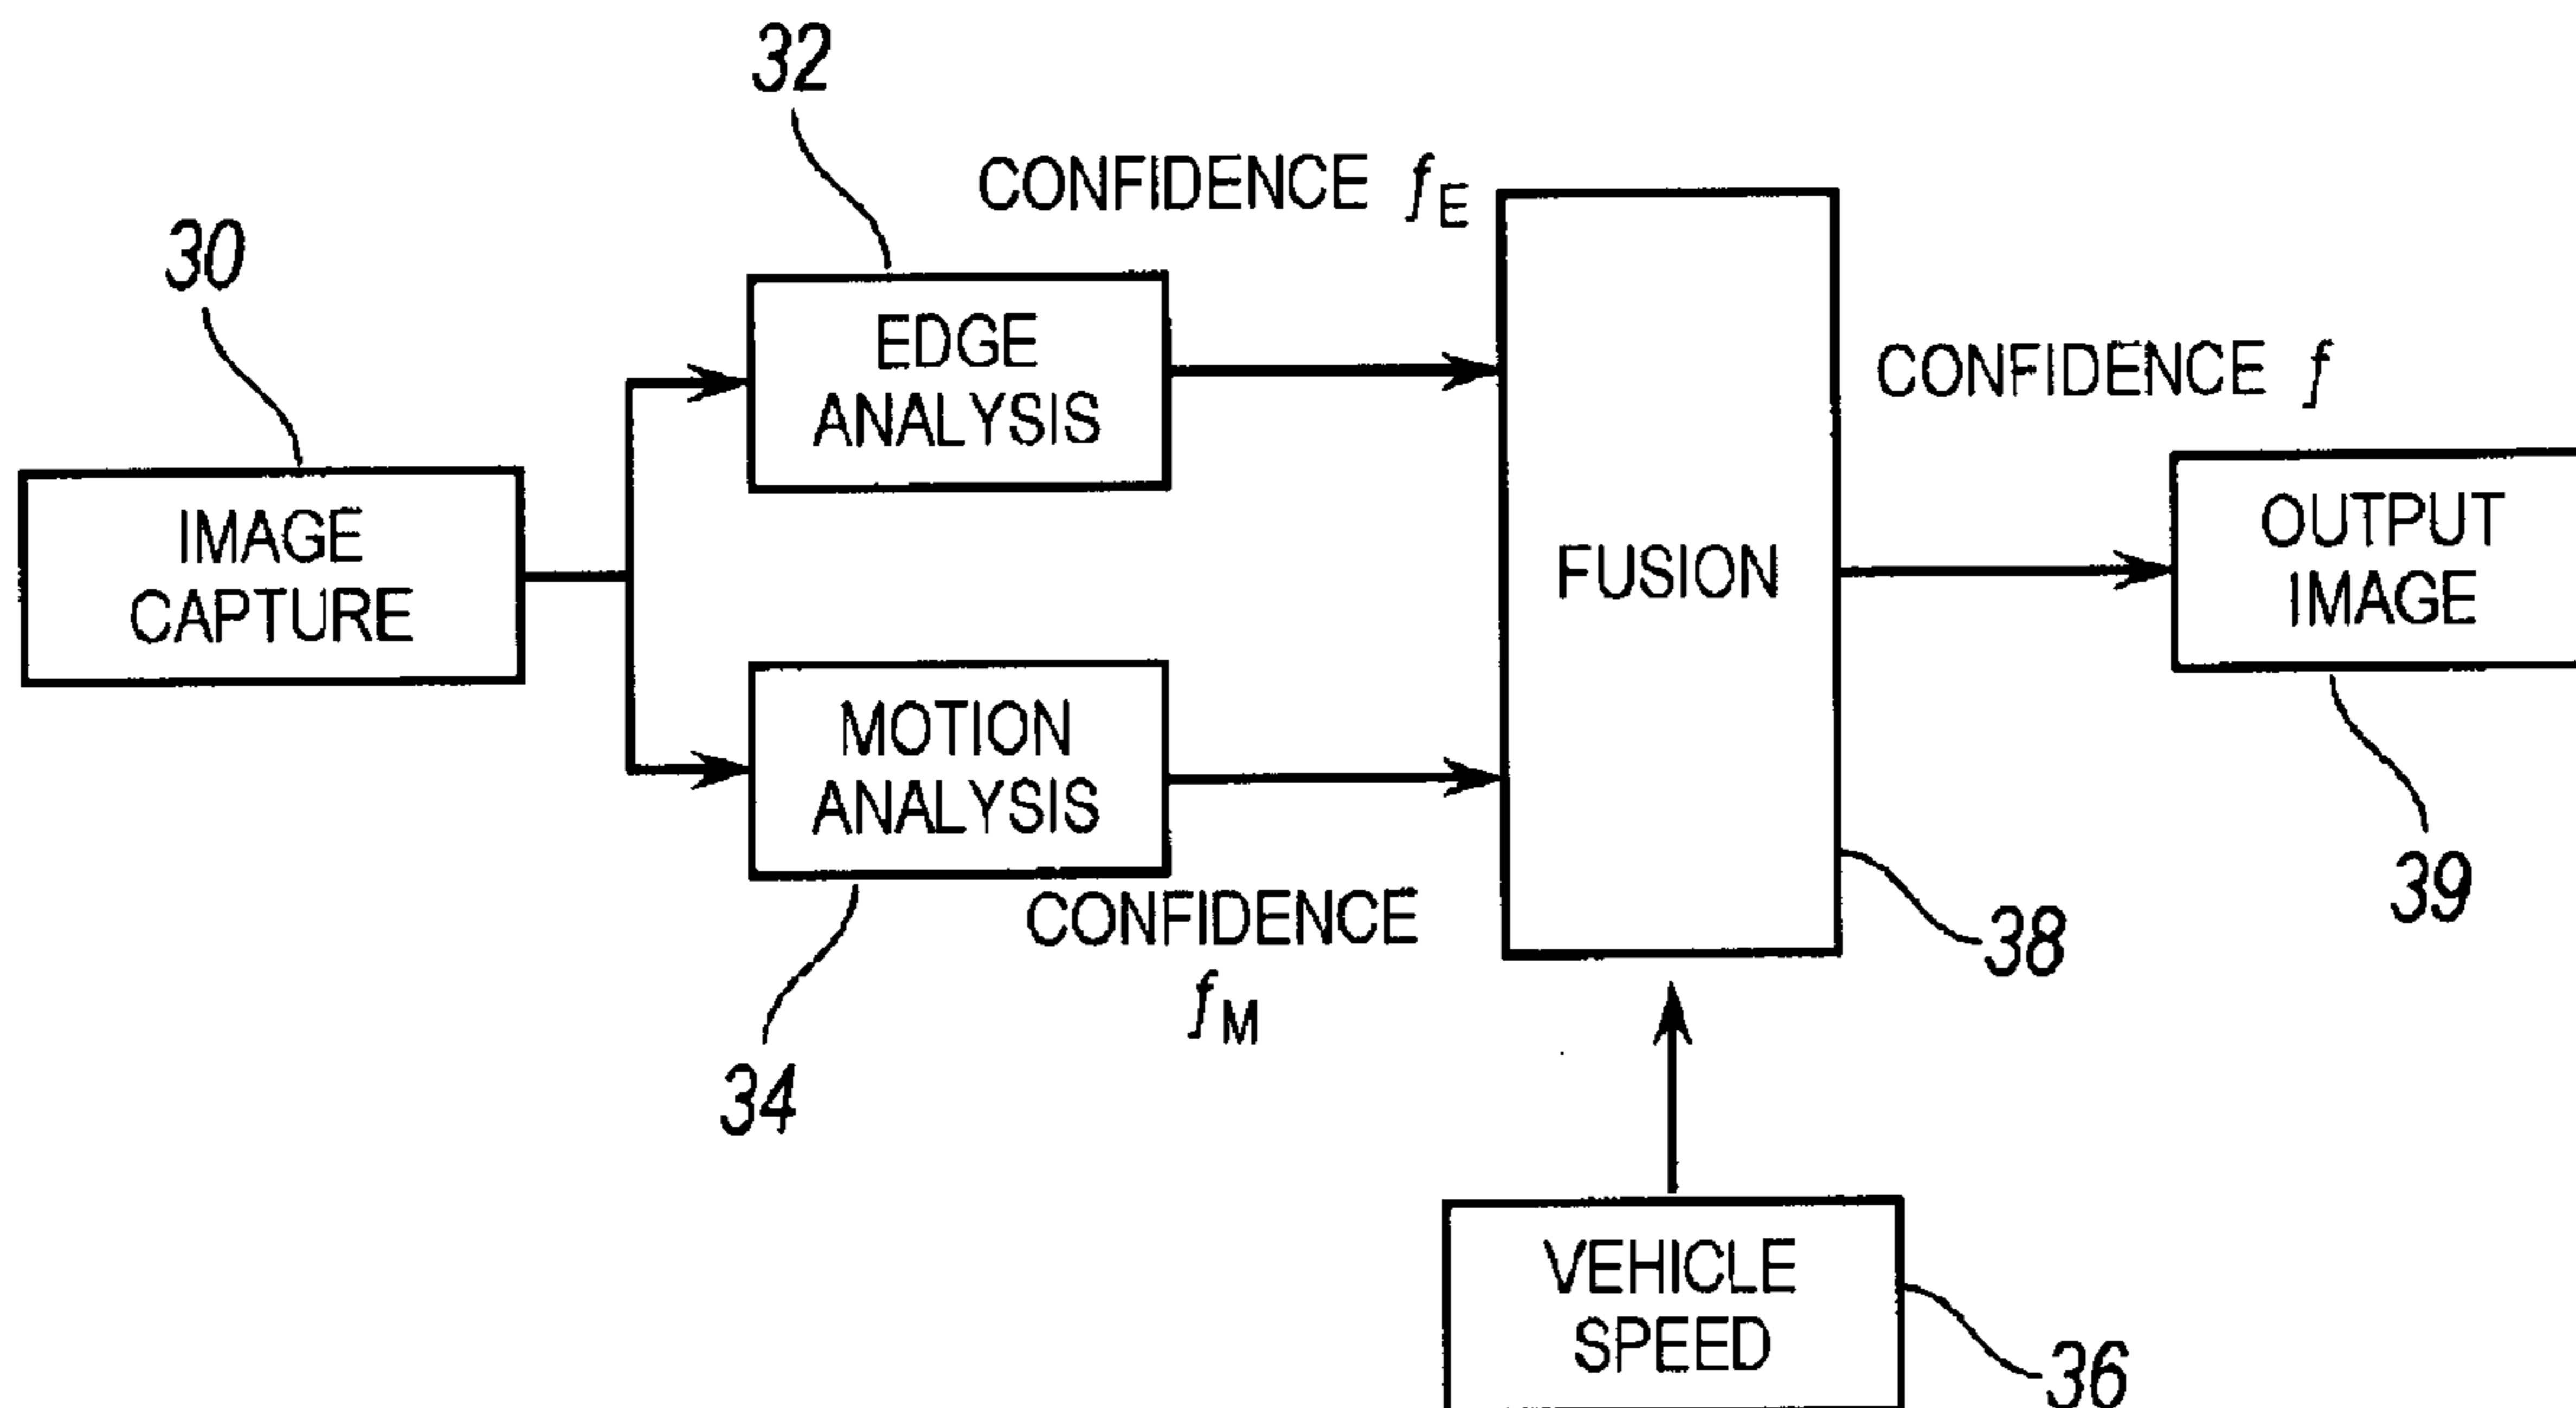 32
CONFIDENCE fE
30
EDGE
ANALYSIS
CONFIDENCE f
IMAGE
CAPTURE
FUSION
OUTPUT
IMAGE
MOTION
ANALYSIS
CONFIDENCE
fM
34
38
39
VEHICLE
SPEED
36